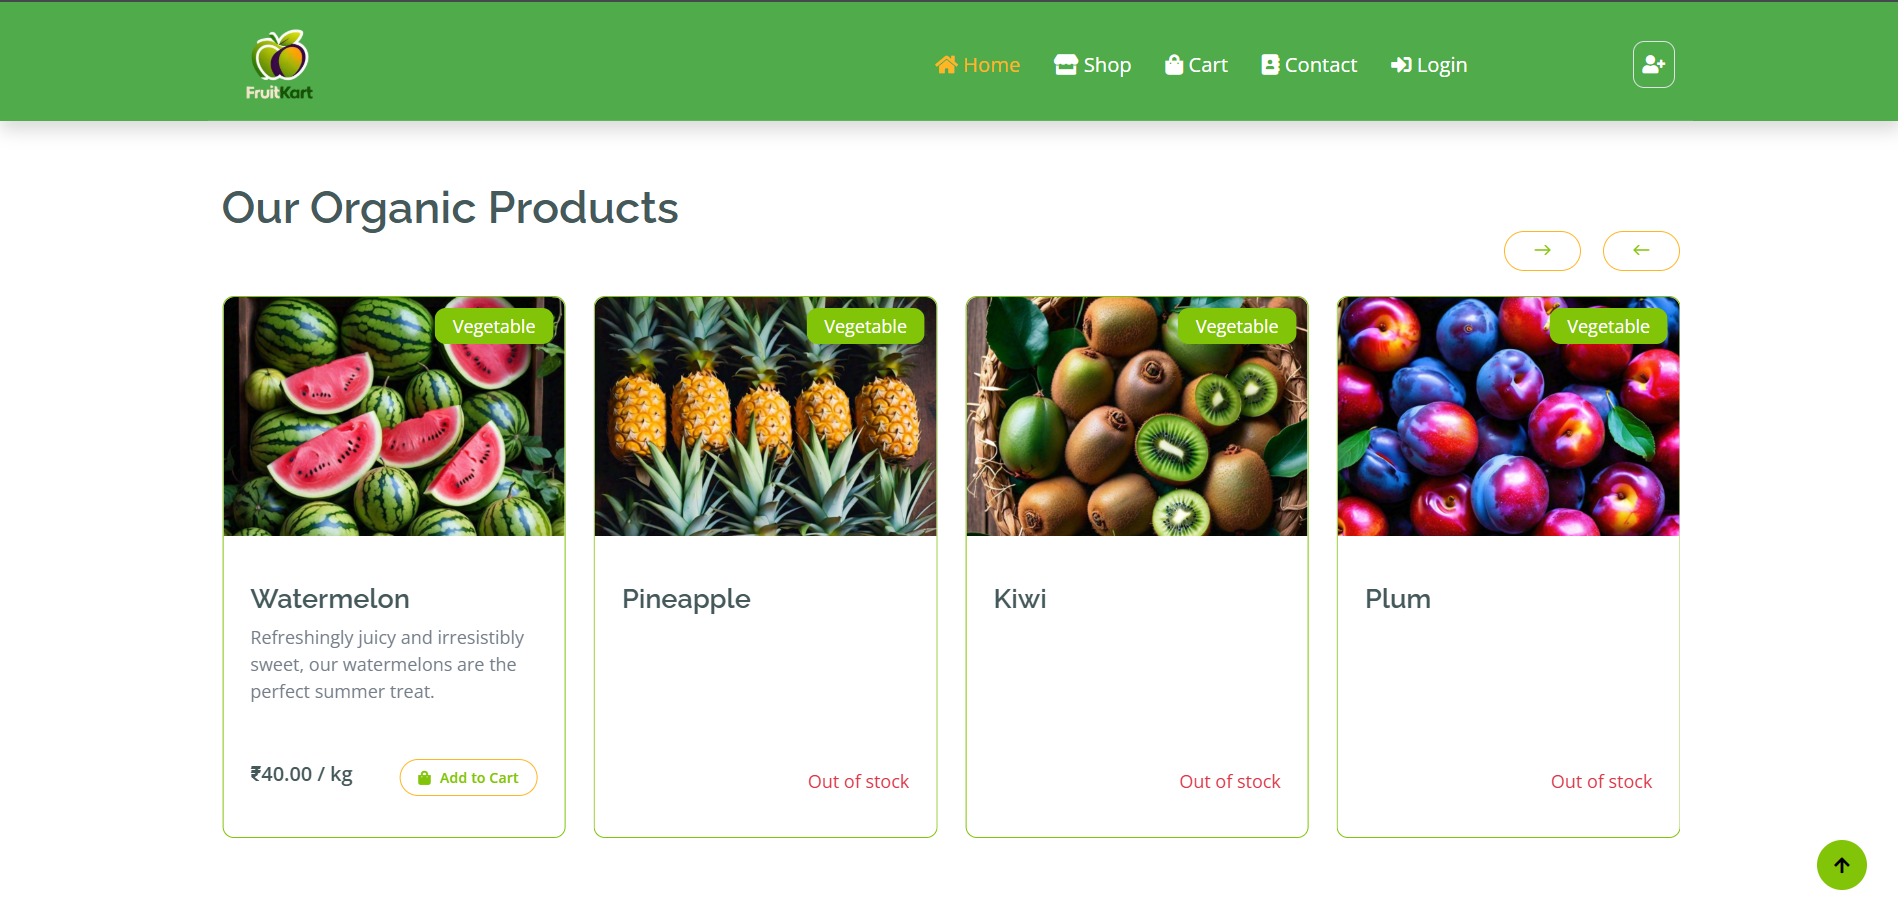 FruitKart
Home
Shop
Cart
Contact
Login
Our Organic Products
Vegetable
Watermelon
Refreshingly juicy and irresistibly
sweet, our watermelons are the
perfect summer treat.
₹40.00 / kg
Add to Cart
Vegetable
Pineapple
Out of stock
Vegetable
Kiwi
Out of stock
Vegetable
Plum
Out of stock